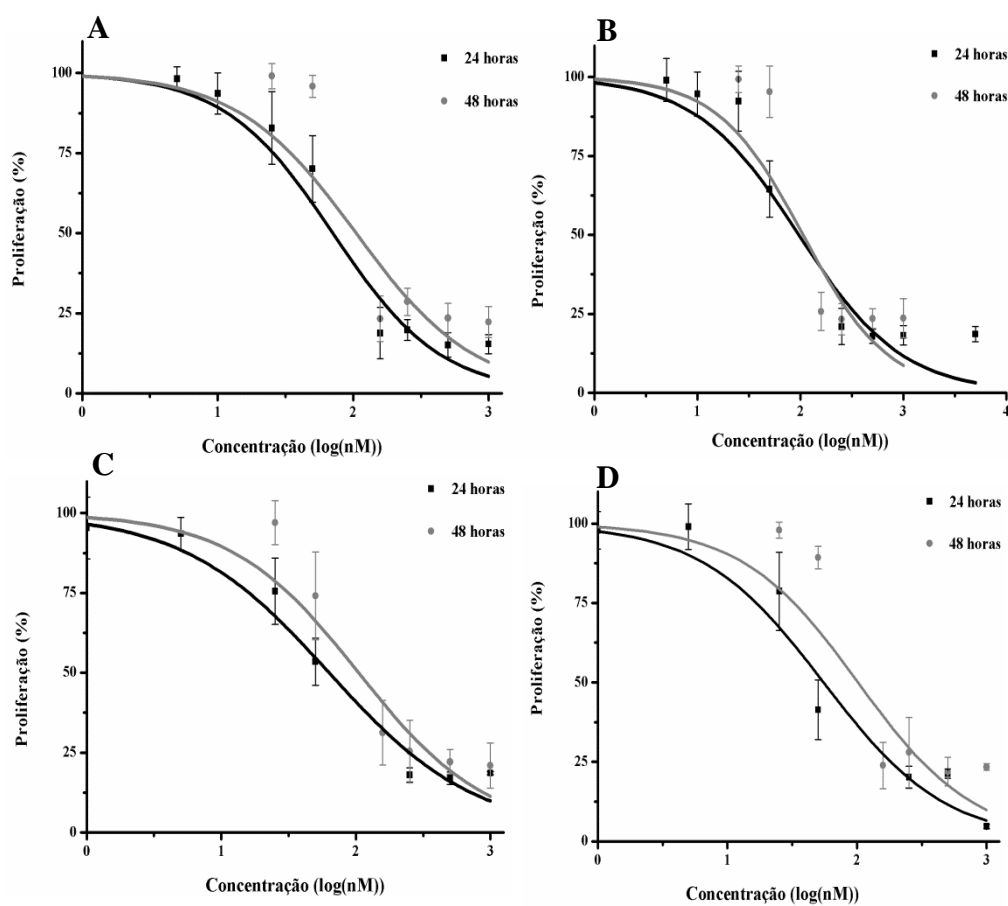 A
24 horas
48 horas
100
75
50
25
0
Proliferação (%)
0
1
2
3
Concentração (log(nM))
B
24 horas
48 horas
100
75
50
25
0
Proliferação (%)
0
1
2
3
4
Concentração (log(nM))
C
24 horas
48 horas
100
75
50
25
0
Proliferação (%)
0
1
2
3
Concentração (log(nM))
D
24 horas
48 horas
100
75
50
25
0
Proliferação (%)
0
1
2
3
Concentração (log(nM))